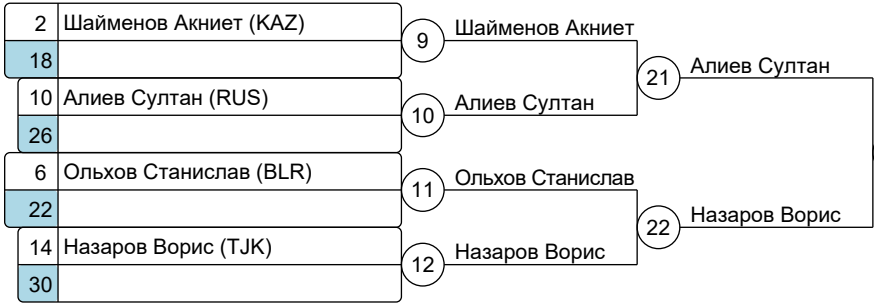 2 Шайменов Акниет (KAZ)
18
9 Шайменов Акниет
10 Алиев Султан (RUS)
26
10 Алиев Султан
21 Алиев Султан
6 Ольхов Станислав (BLR)
22
11 Ольхов Станислав
14 Назаров Ворис (TJK)
30
12 Назаров Ворис
22 Назаров Ворис